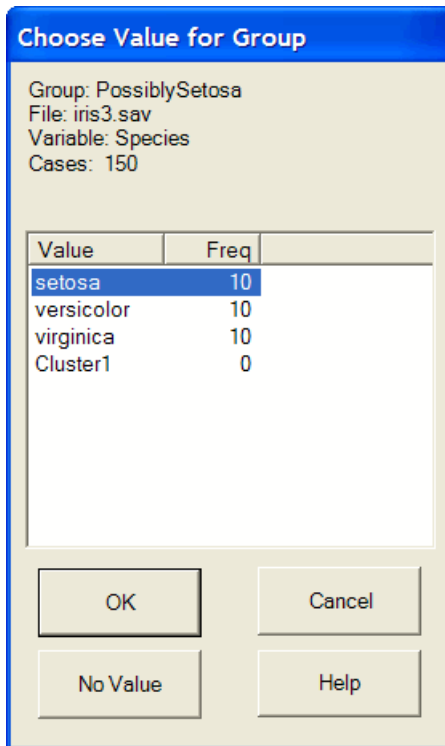 Choose Value for Group
Group: PossiblySetosa
File: iris3.sav
Variable: Species
Cases: 150
Value Freq
setosa 10
versicolor 10
virginica 10
Cluster1 0
OK Cancel
No Value Help